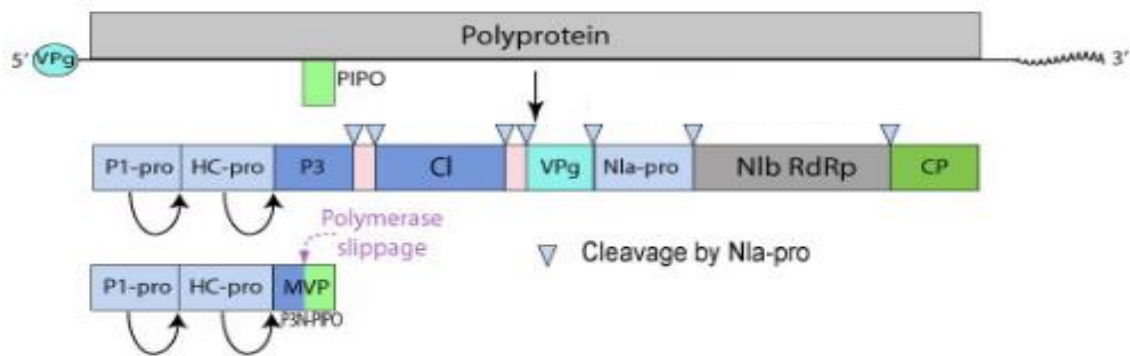 Polyprotein
5' VPg 3'
PIPO
P1-pro HC-pro P3 CI VPg NIa-pro NIb RdRp CP
Polymerase
slippage
Cleavage by NIa-pro
P1-pro HC-pro MVP
P3N-PIPO